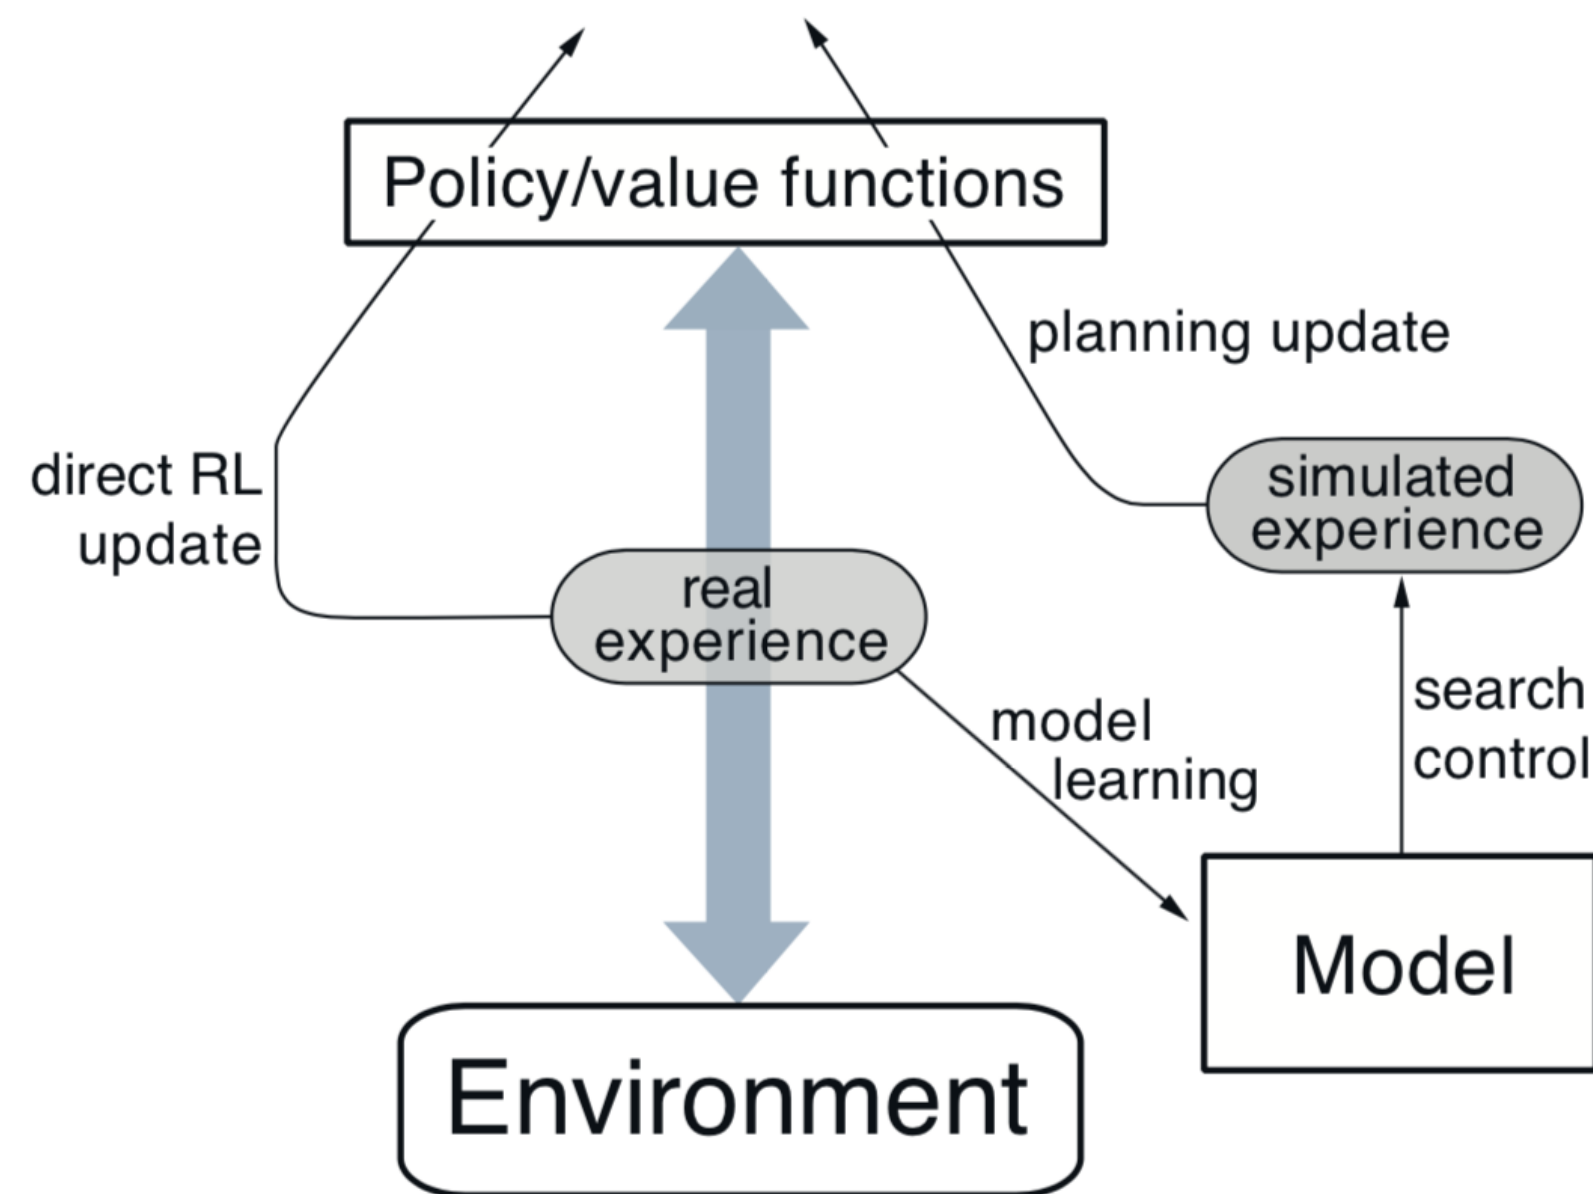 Policy/value functions
planning update
direct RL
update
simulated
experience
real
experience
model
learning
search
control
Model
Environment